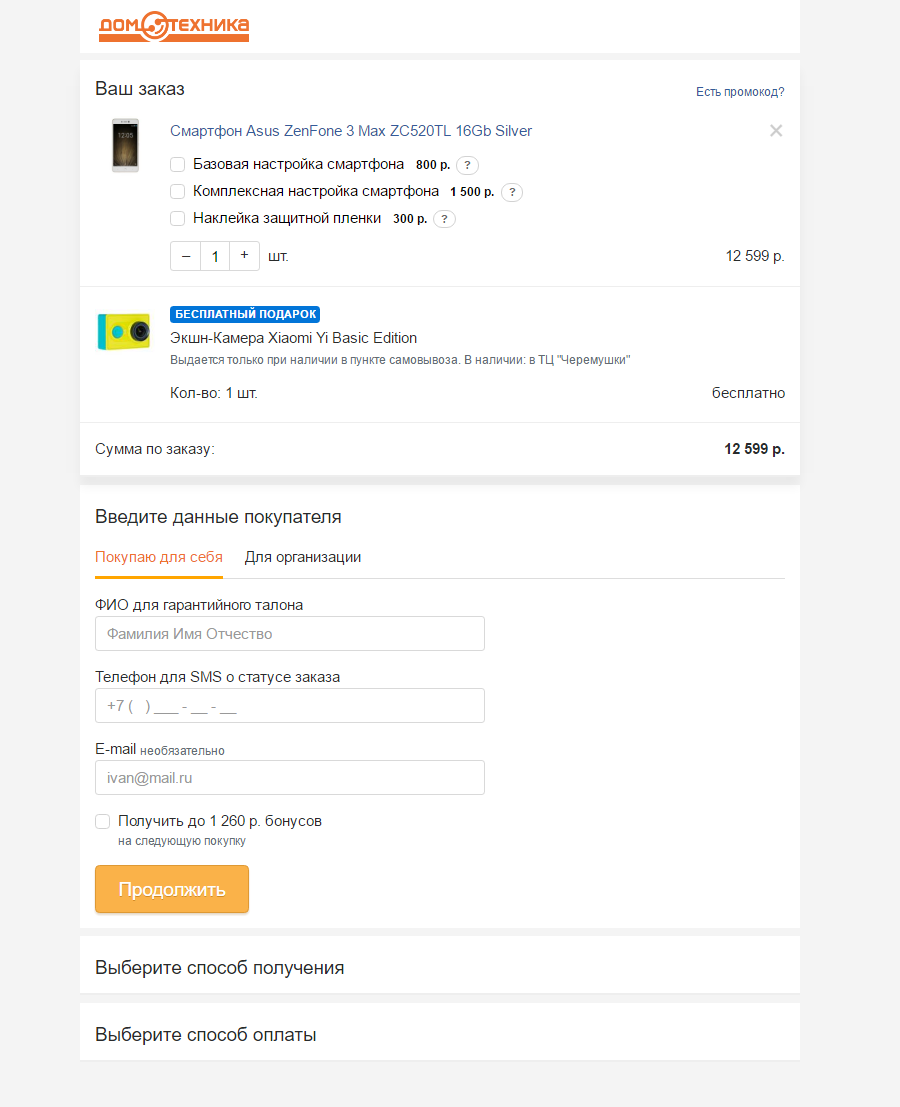 ДОМОТЕХНИКА
Ваш заказ
Есть промокод?
Смартфон Asus ZenFone 3 Max ZC520TL 16Gb Silver
×
12:05
Базовая настройка смартфона 800 р. ?
Комплексная настройка смартфона 1 500 р. ?
Наклейка защитной пленки 300 р. ?
– 1 + шт. 12 599 р.
БЕСПЛАТНЫЙ ПОДАРОК
Экшн-Камера Xiaomi Yi Basic Edition
Выдается только при наличии в пункте самовывоза. В наличии: в ТЦ "Черемушки"
Кол-во: 1 шт. бесплатно
Сумма по заказу: 12 599 р.
Введите данные покупателя
Покупаю для себя Для организации
ФИО для гарантийного талона
Фамилия Имя Отчество
Телефон для SMS о статусе заказа
+7 ( ) ___ - __ - __
E-mail необязательно
ivan@mail.ru
Получить до 1 260 р. бонусов
на следующую покупку
Продолжить
Выберите способ получения
Выберите способ оплаты